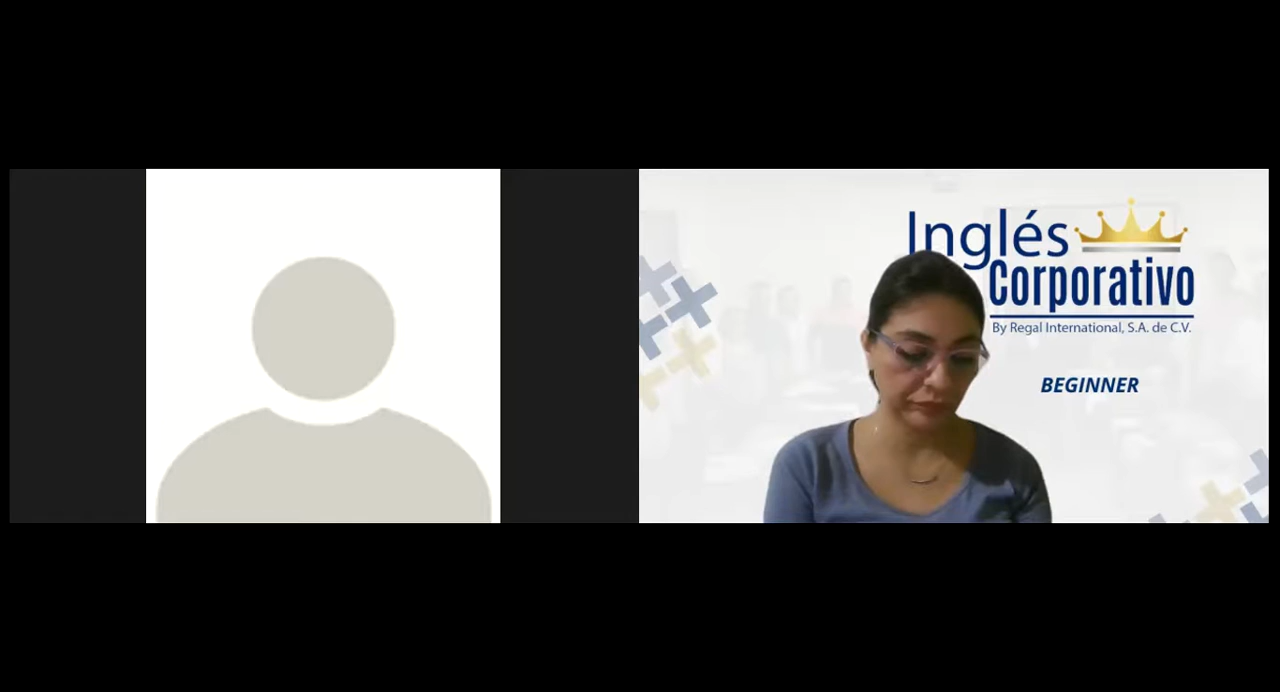 Inglés
Corporativo
By Regal International, S.A. de C.V.
BEGINNER